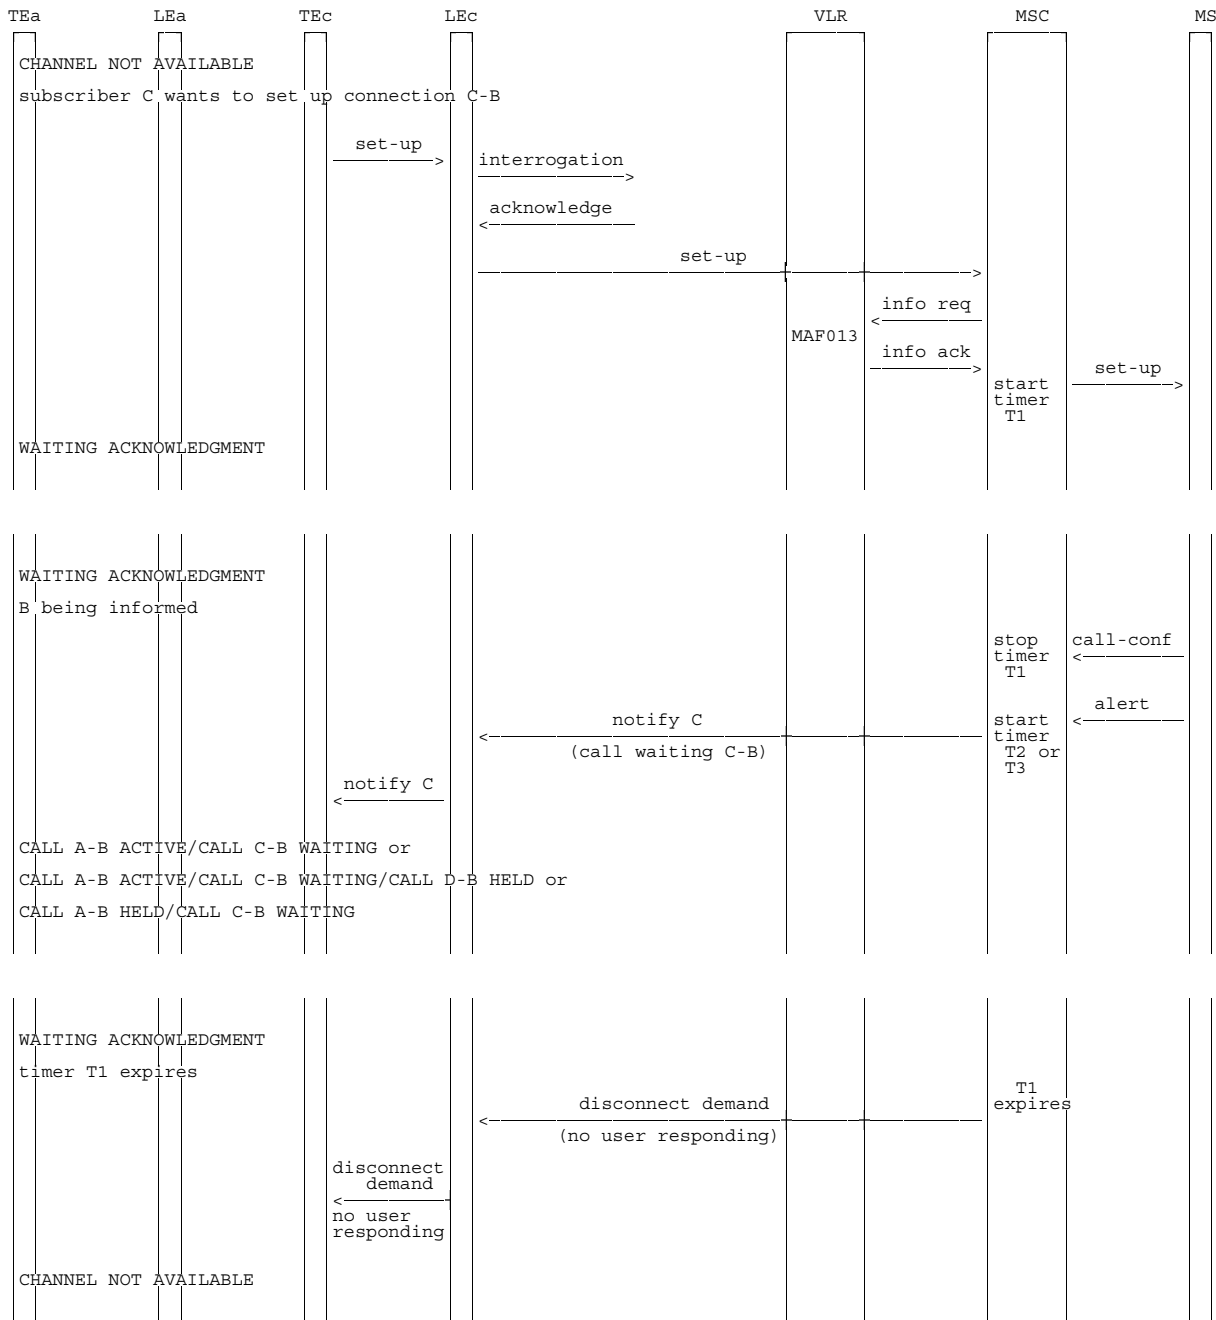 TEa LEa TEc LEc VLR MSC MS
CHANNEL NOT AVAILABLE
subscriber C wants to set up connection C-B
set-up
interrogation
acknowledge
set-up
info req
MAF013
info ack
set-up
start
timer
T1
WAITING ACKNOWLEDGMENT
WAITING ACKNOWLEDGMENT
B being informed
stop
timer
T1
call-conf
alert
notify C
(call waiting C-B)
start
timer
T2 or
T3
notify C
CALL A-B ACTIVE/CALL C-B WAITING or
CALL A-B ACTIVE/CALL C-B WAITING/CALL D-B HELD or
CALL A-B HELD/CALL C-B WAITING
WAITING ACKNOWLEDGMENT
timer T1 expires
T1
expires
disconnect demand
(no user responding)
disconnect
demand
no user
responding
CHANNEL NOT AVAILABLE